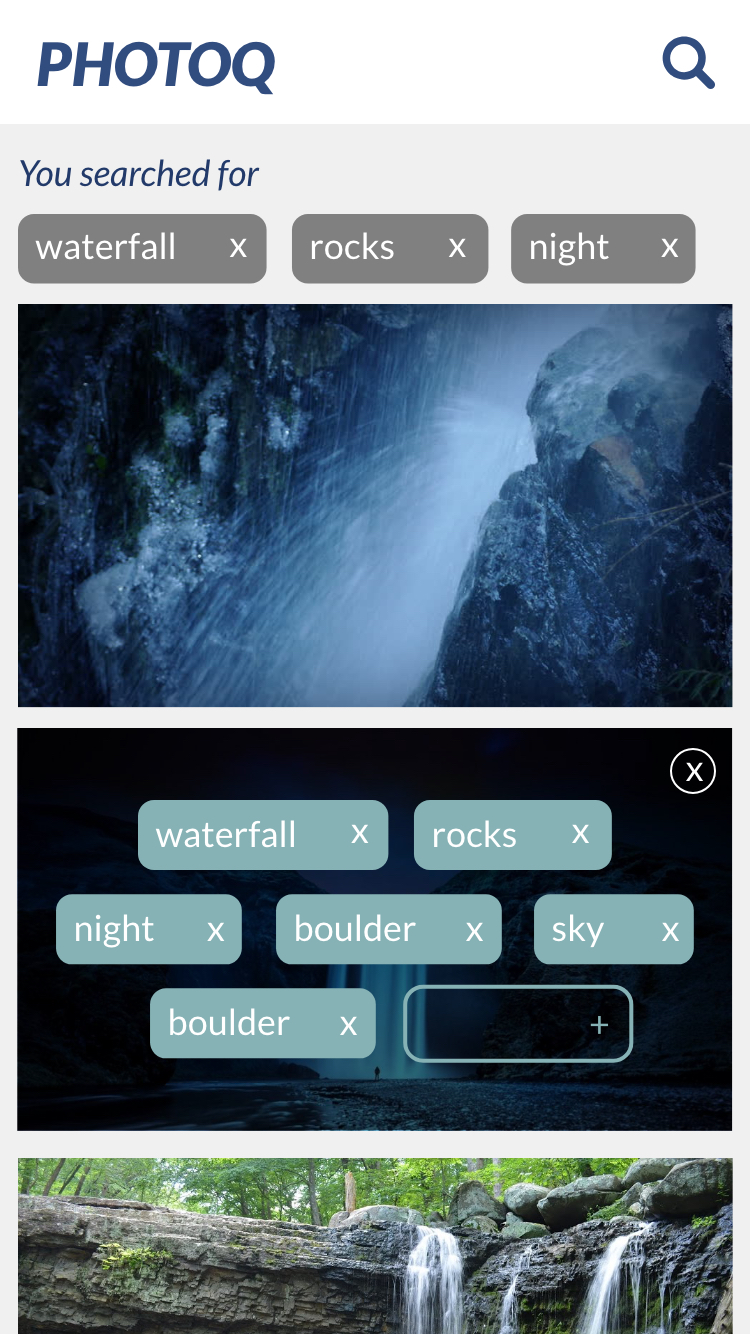 PHOTOQ
You searched for
waterfall x rocks x night x
x
waterfall x rocks x
night x boulder x sky x
boulder x +